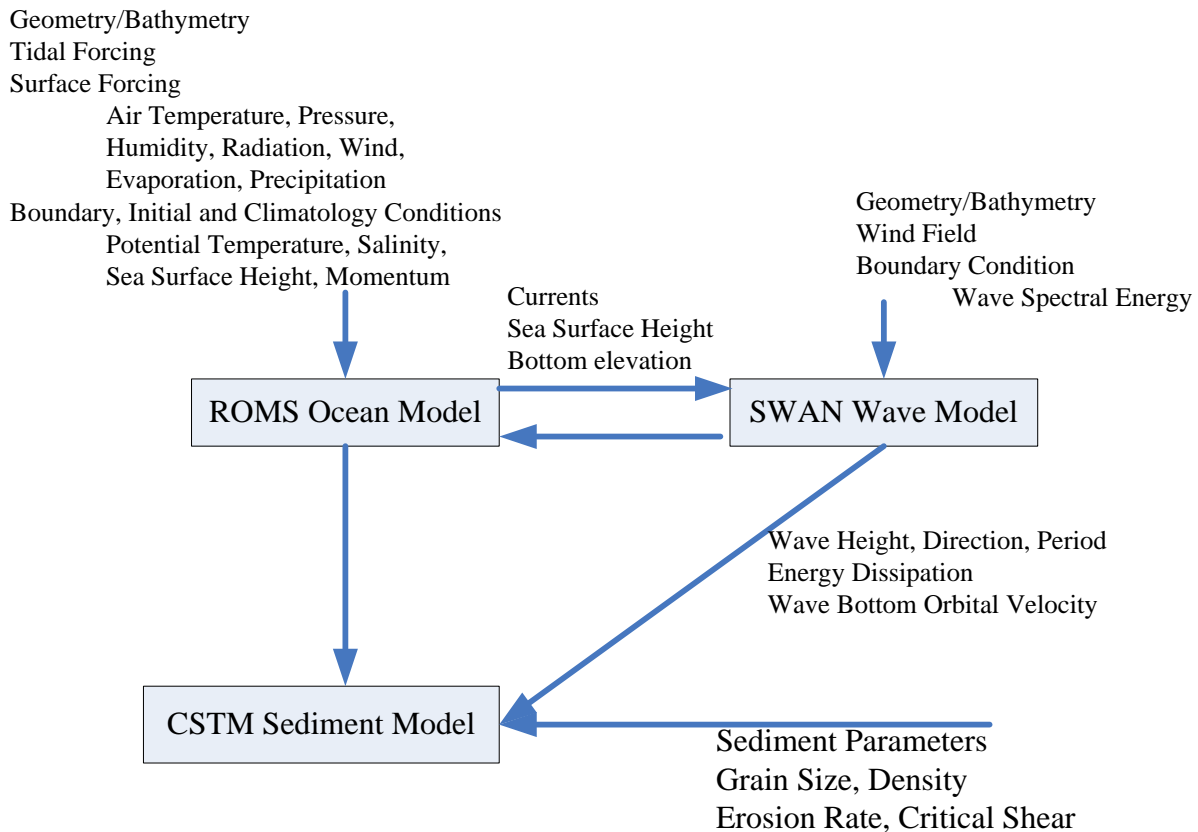 Geometry/Bathymetry
Tidal Forcing
Surface Forcing
Air Temperature, Pressure,
Humidity, Radiation, Wind,
Evaporation, Precipitation
Boundary, Initial and Climatology Conditions
Potential Temperature, Salinity,
Sea Surface Height, Momentum
Geometry/Bathymetry
Wind Field
Boundary Condition
Wave Spectral Energy
Currents
Sea Surface Height
Bottom elevation
ROMS Ocean Model
SWAN Wave Model
Wave Height, Direction, Period
Energy Dissipation
Wave Bottom Orbital Velocity
CSTM Sediment Model
Sediment Parameters
Grain Size, Density
Erosion Rate, Critical Shear